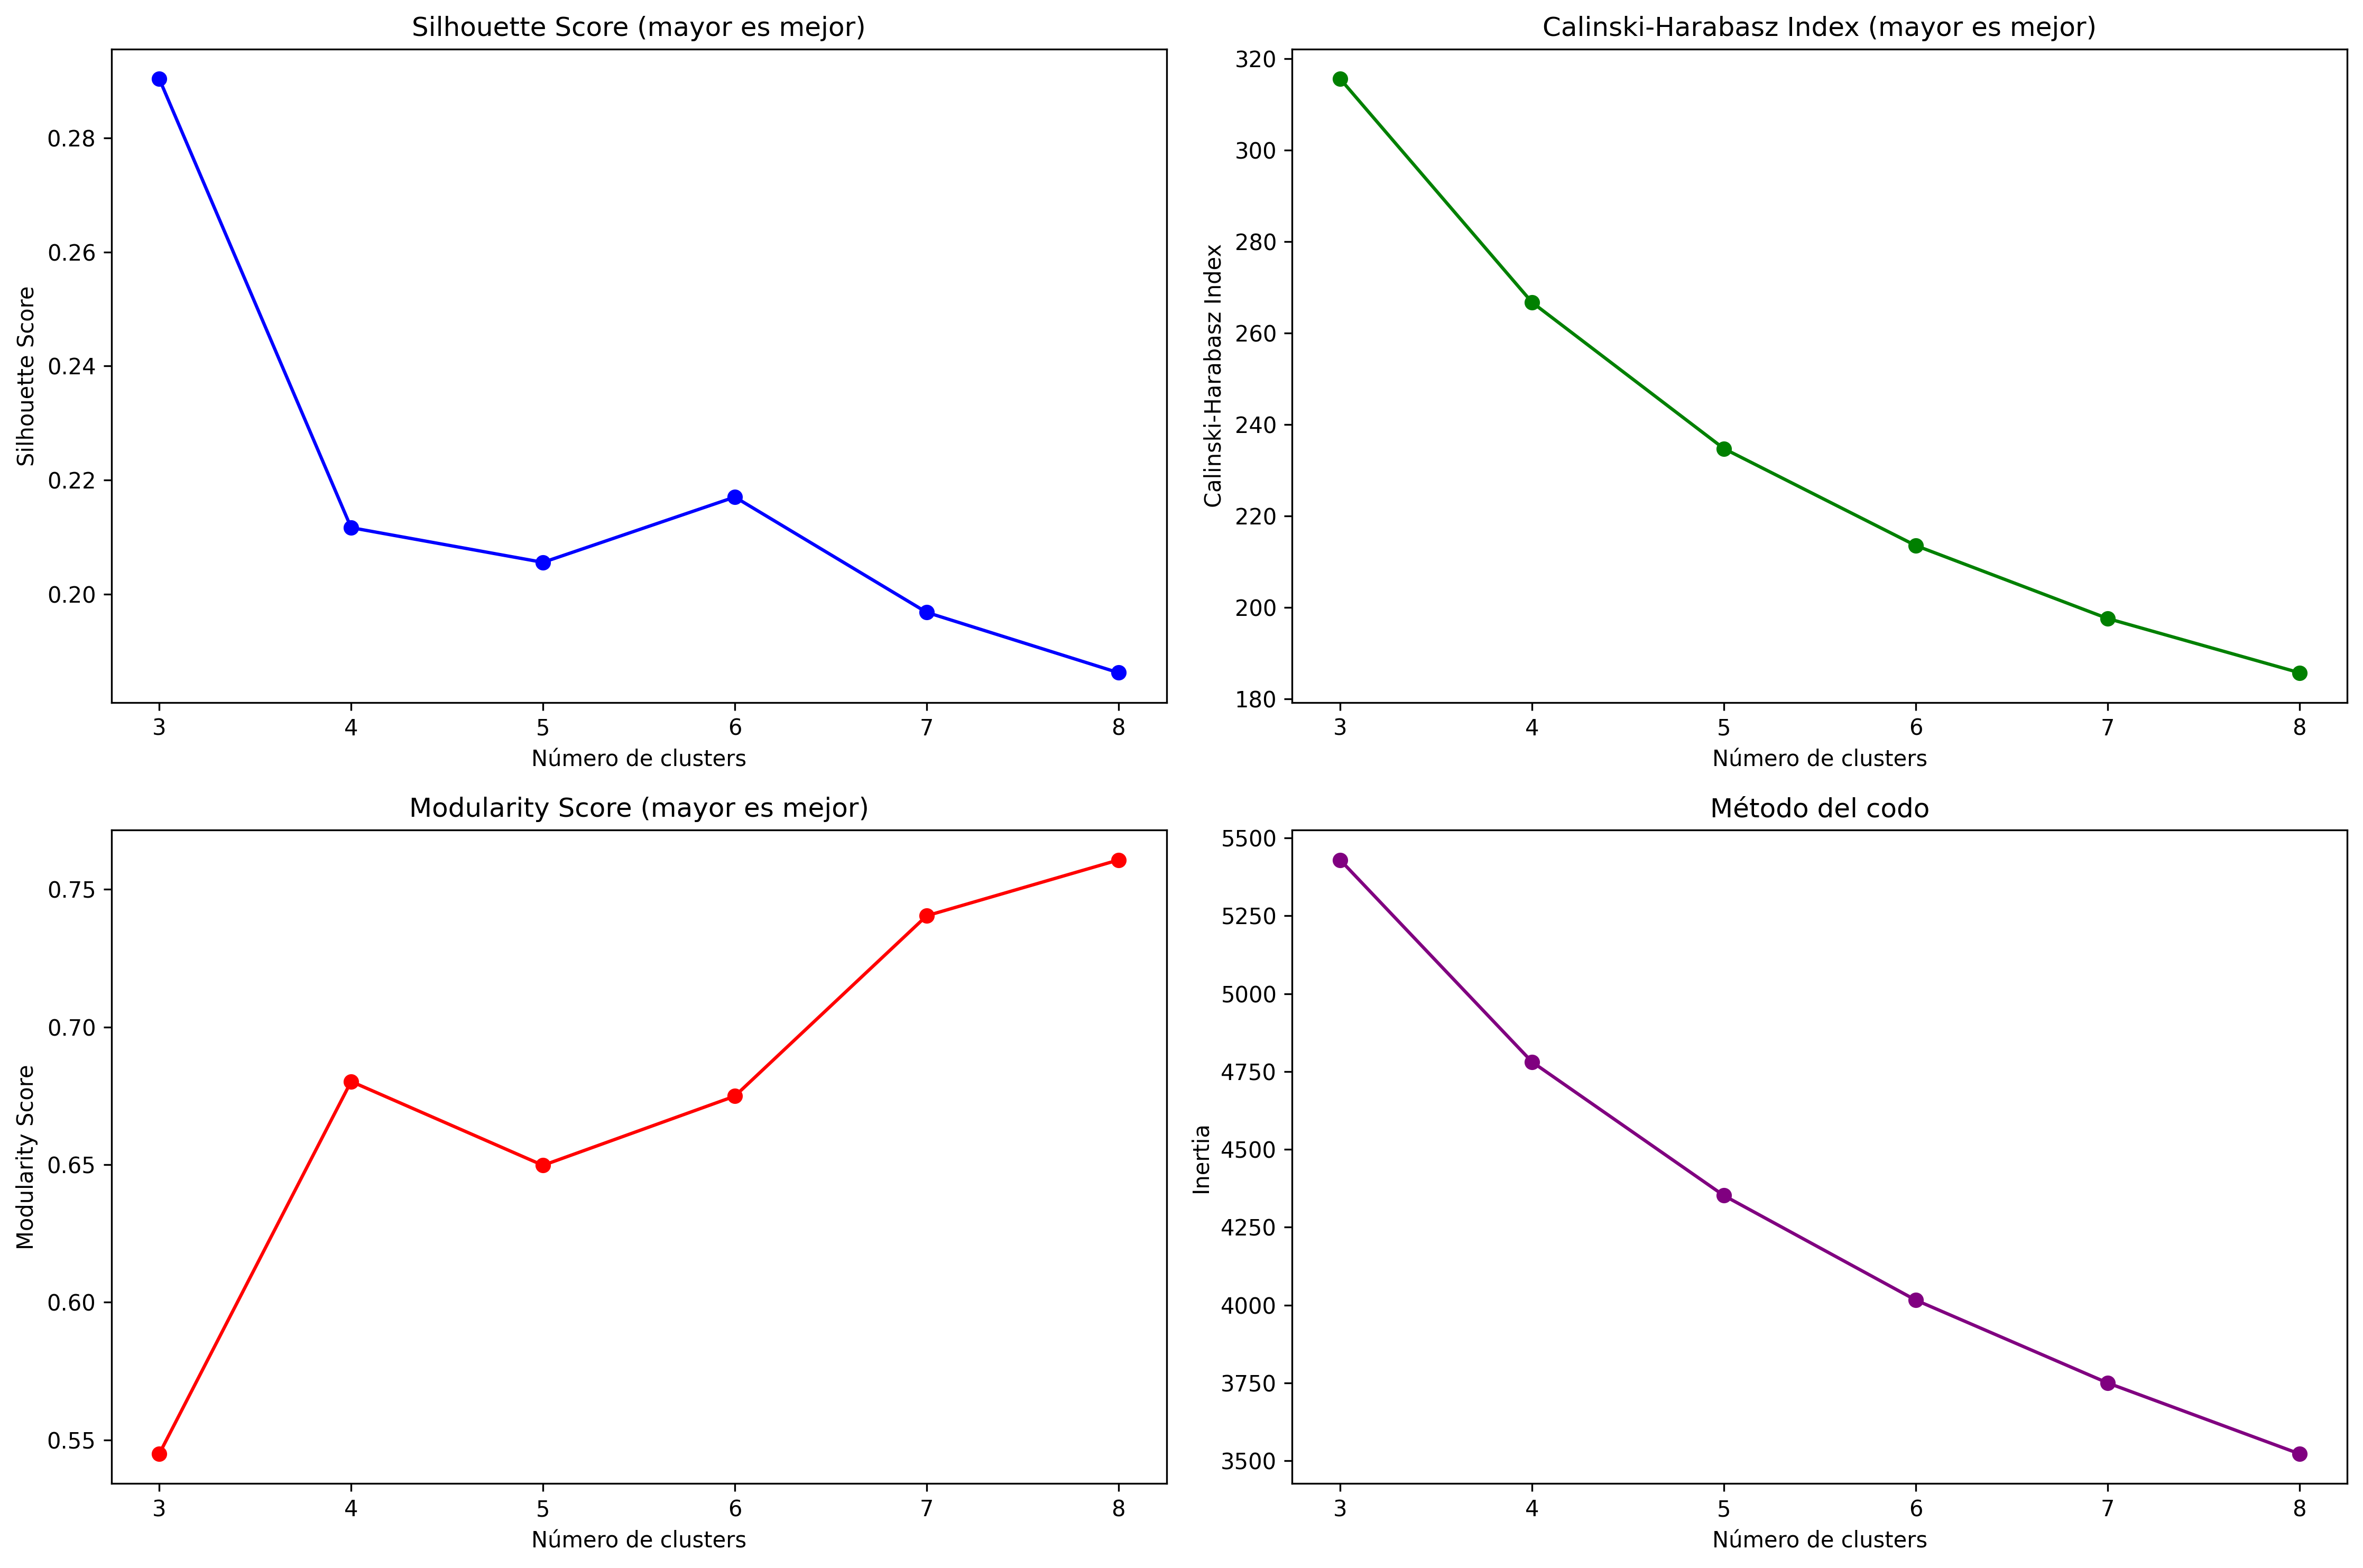 Silhouette Score (mayor es mejor)
Silhouette Score
0.28
0.26
0.24
0.22
0.20
3 4 5 6 7 8
Número de clusters
Calinski-Harabasz Index (mayor es mejor)
Calinski-Harabasz Index
320
300
280
260
240
220
200
180
3 4 5 6 7 8
Número de clusters
Modularity Score (mayor es mejor)
Modularity Score
0.75
0.70
0.65
0.60
0.55
3 4 5 6 7 8
Número de clusters
Método del codo
Inertia
5500
5250
5000
4750
4500
4250
4000
3750
3500
3 4 5 6 7 8
Número de clusters